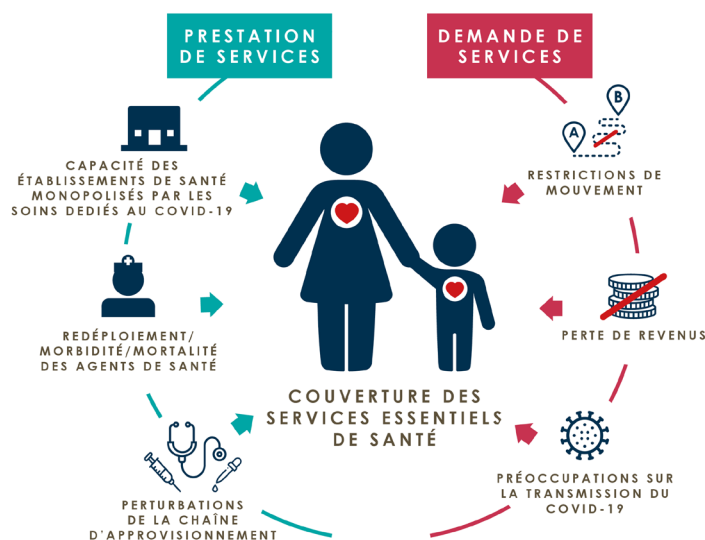 PRESTATION
DE SERVICES
DEMANDE DE
SERVICES
CAPACITÉ DES
ÉTABLISSEMENTS DE SANTÉ
MONOPOLISÉS PAR LES
SOINS DEDIÉS AU COVID-19
REDÉPLOIEMENT/
MORBIDITÉ/MORTALITÉ
DES AGENTS DE SANTÉ
PERTURBATIONS
DE LA CHAÎNE
D'APPROVISIONNEMENT
COUVERTURE DES
SERVICES ESSENTIELS
DE SANTÉ
A
B
RESTRICTIONS DE
MOUVEMENT
PERTE DE REVENUS
PRÉOCCUPATIONS SUR
LA TRANSMISSION DU
COVID-19